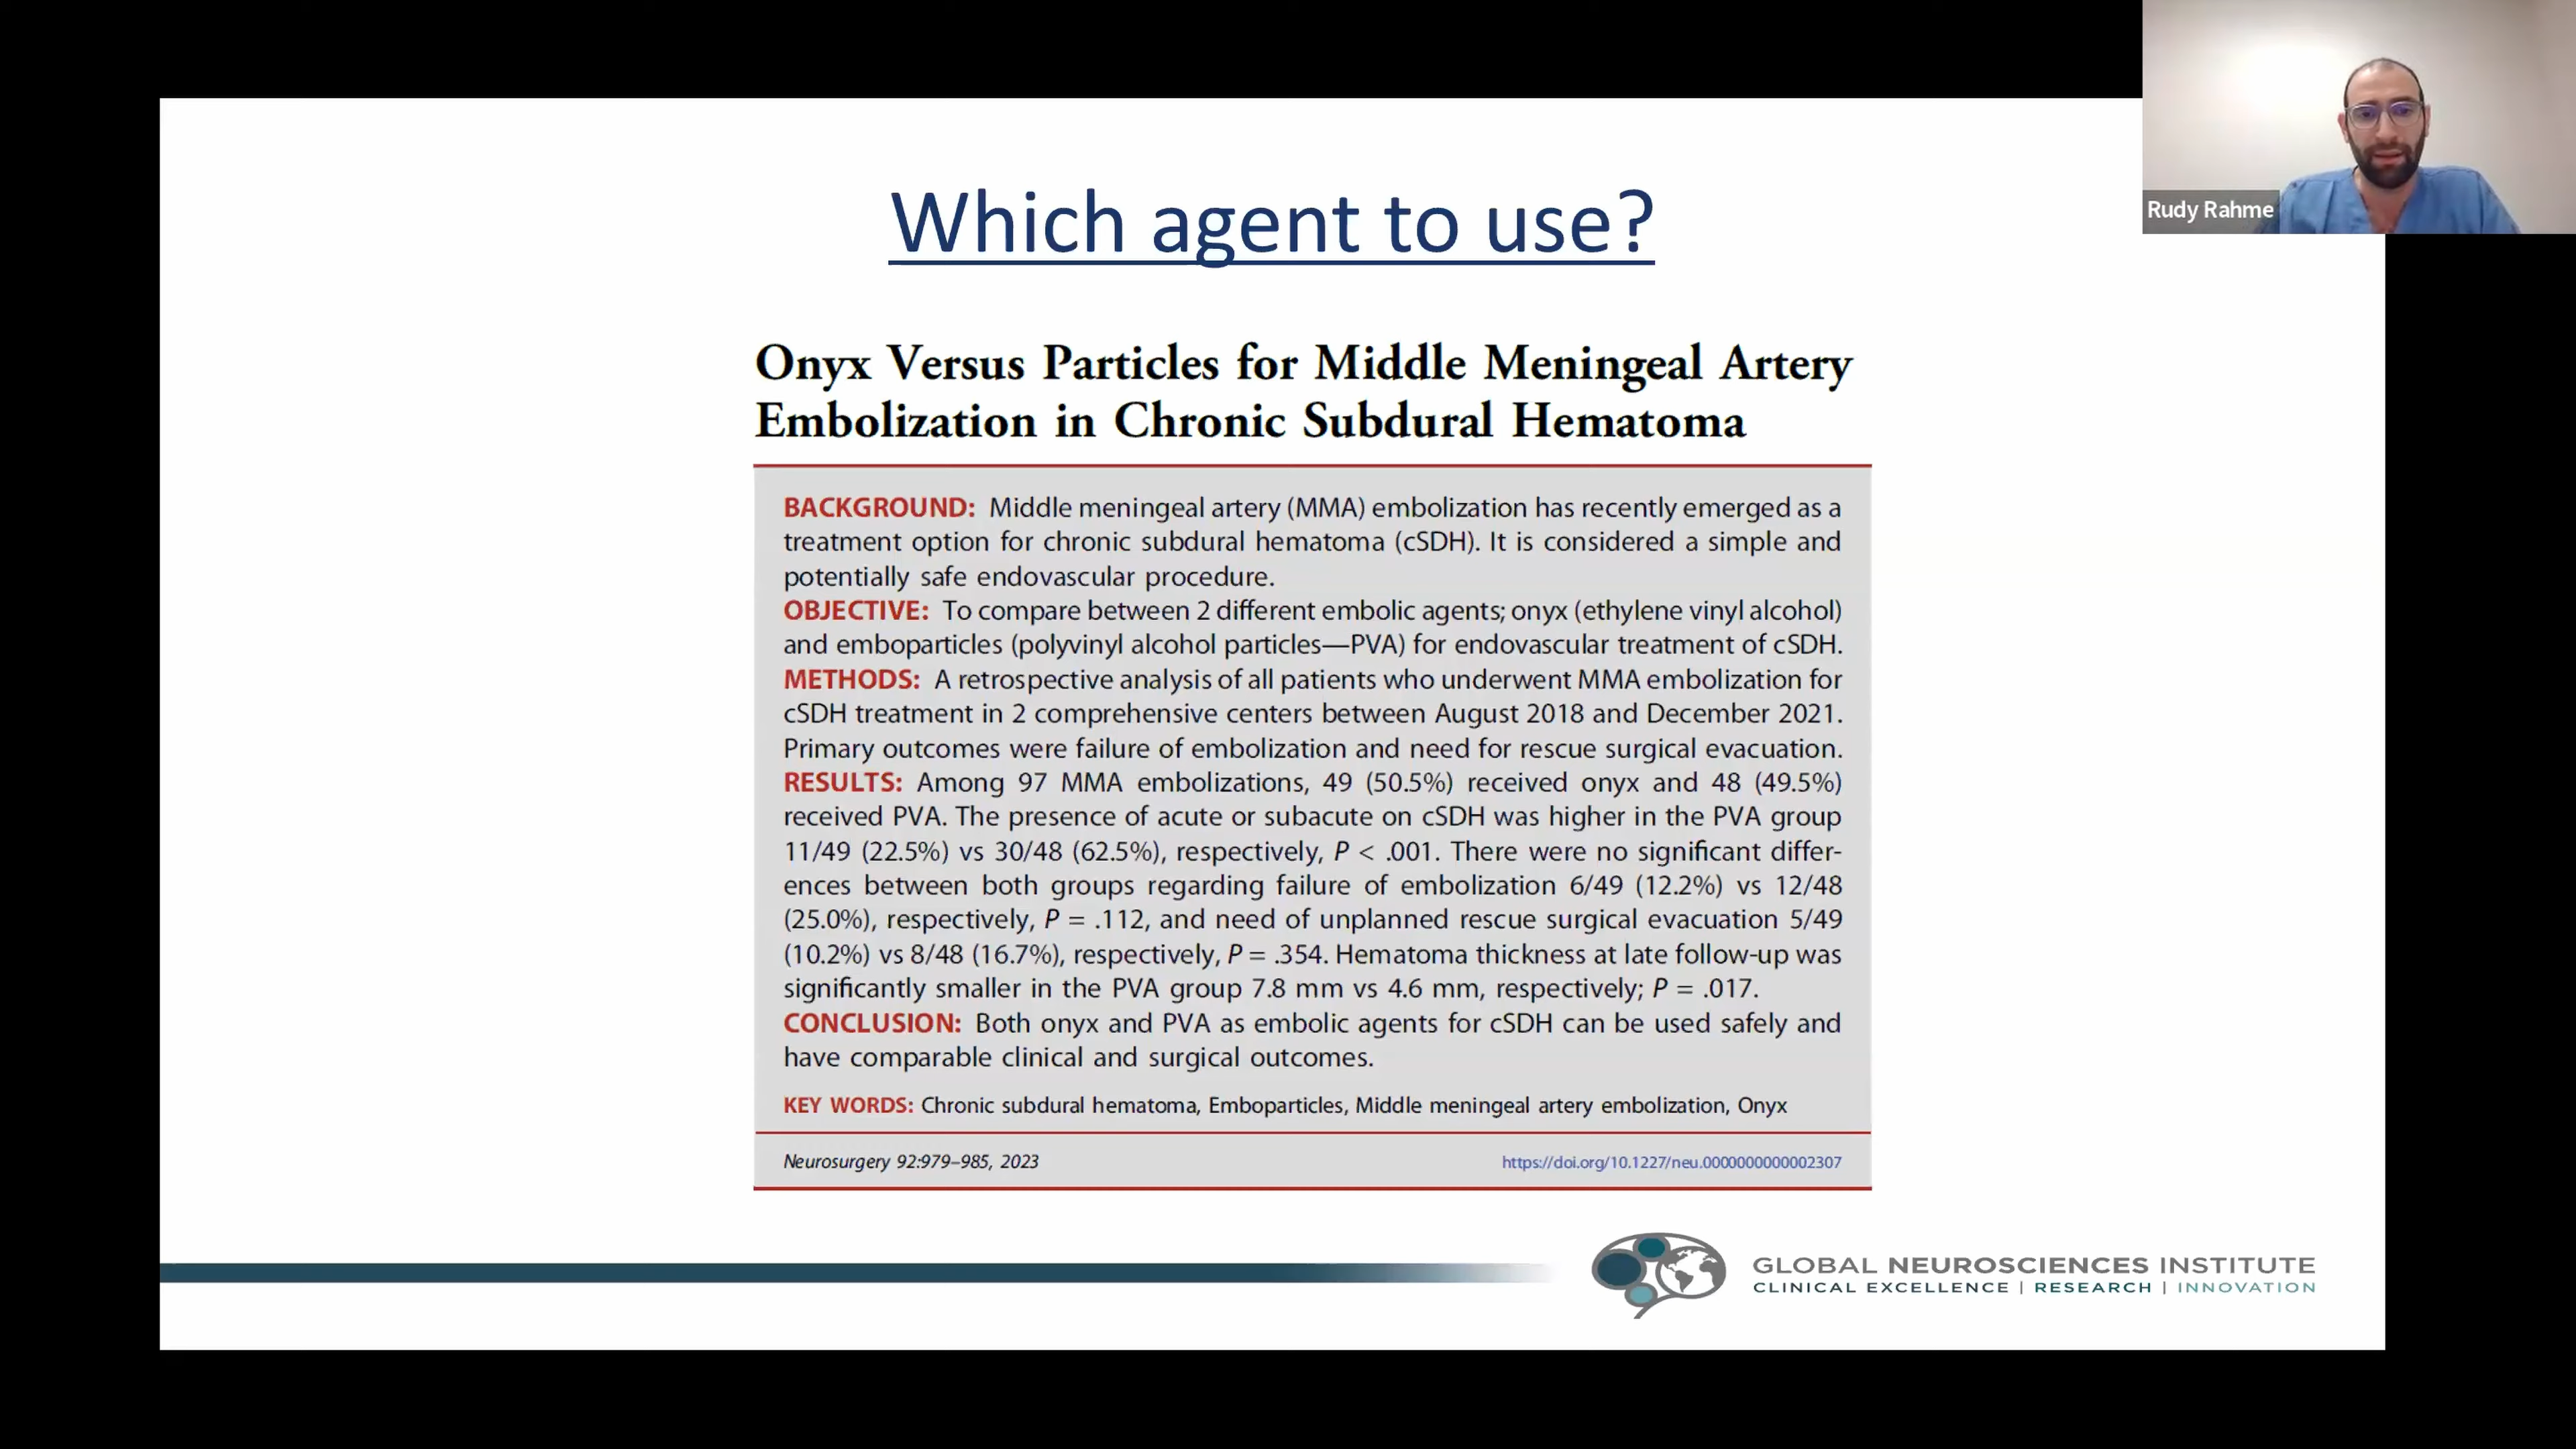 Rudy Rahme
Which agent to use?
Onyx Versus Particles for Middle Meningeal Artery
Embolization in Chronic Subdural Hematoma
BACKGROUND: Middle meningeal artery (MMA) embolization has recently emerged as a
treatment option for chronic subdural hematoma (cSDH). It is considered a simple and
potentially safe endovascular procedure.
OBJECTIVE: To compare between 2 different embolic agents; onyx (ethylene vinyl alcohol)
and emboparticles (polyvinyl alcohol particles—PVA) for endovascular treatment of cSDH.
METHODS: A retrospective analysis of all patients who underwent MMA embolization for
cSDH treatment in 2 comprehensive centers between August 2018 and December 2021.
Primary outcomes were failure of embolization and need for rescue surgical evacuation.
RESULTS: Among 97 MMA embolizations, 49 (50.5%) received onyx and 48 (49.5%)
received PVA. The presence of acute or subacute on cSDH was higher in the PVA group
11/49 (22.5%) vs 30/48 (62.5%), respectively, P < .001. There were no significant differ-
ences between both groups regarding failure of embolization 6/49 (12.2%) vs 12/48
(25.0%), respectively, P = .112, and need of unplanned rescue surgical evacuation 5/49
(10.2%) vs 8/48 (16.7%), respectively, P = .354. Hematoma thickness at late follow-up was
significantly smaller in the PVA group 7.8 mm vs 4.6 mm, respectively; P = .017.
CONCLUSION: Both onyx and PVA as embolic agents for cSDH can be used safely and
have comparable clinical and surgical outcomes.
KEY WORDS: Chronic subdural hematoma, Emboparticles, Middle meningeal artery embolization, Onyx
Neurosurgery 92:979–985, 2023 https://doi.org/10.1227/neu.0000000000002307
GLOBAL NEUROSCIENCES INSTITUTE
CLINICAL EXCELLENCE | RESEARCH | INNOVATION